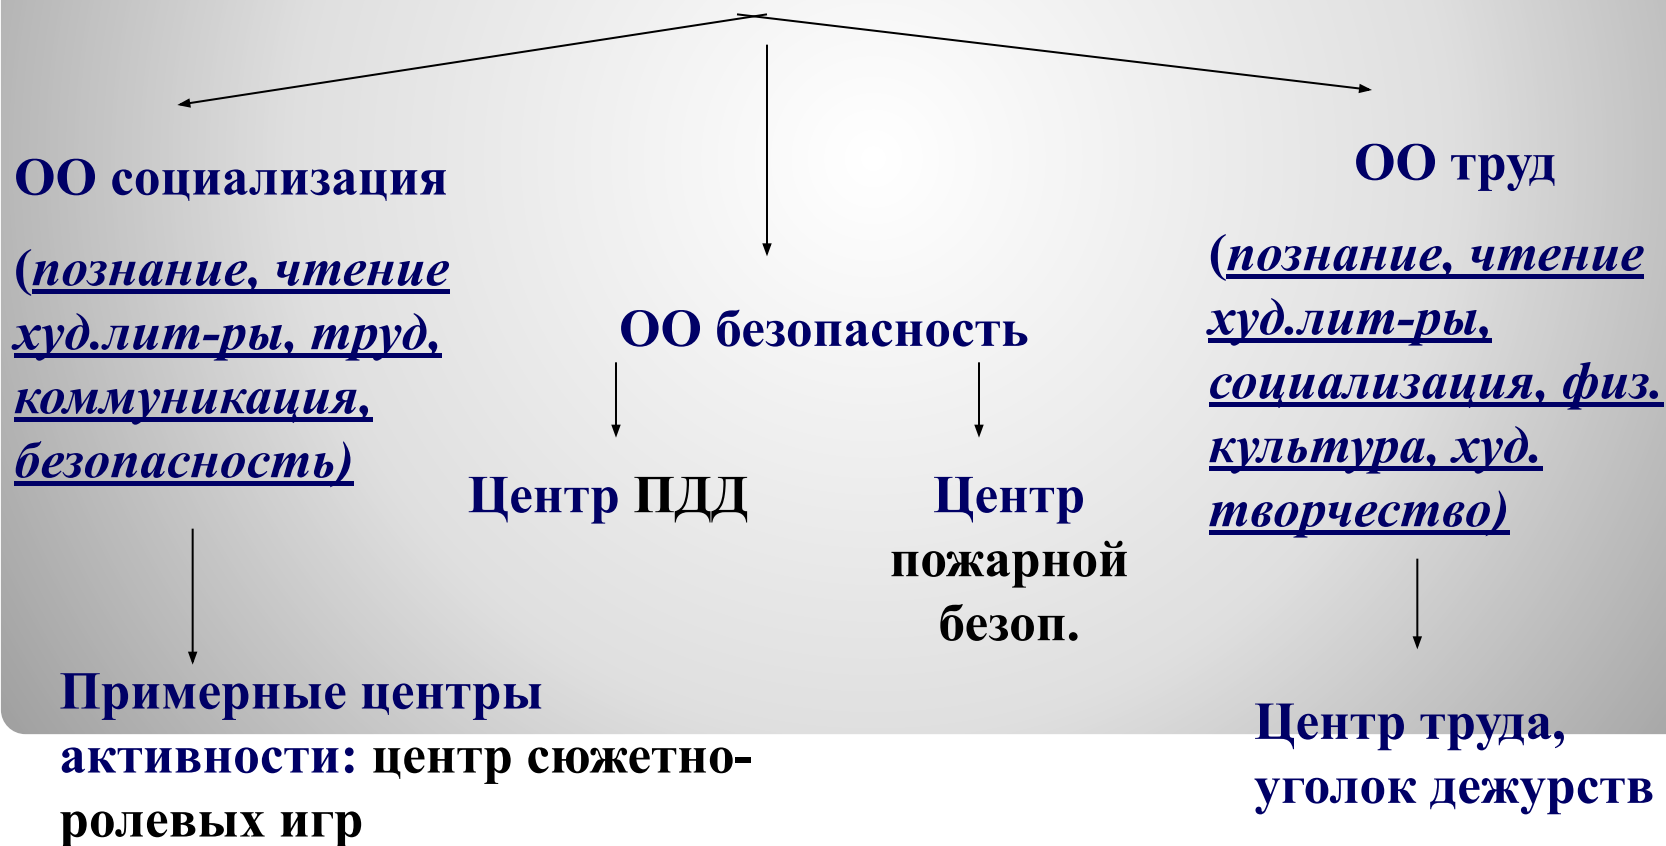 ОО социализация
(познание, чтение
худ.лит-ры, труд,
коммуникация,
безопасность)
Примерные центры
активности: центр сюжетно-
ролевых игр
ОО безопасность
Центр ПДД
Центр
пожарной
безоп.
ОО труд
(познание, чтение
худ.лит-ры,
социализация, физ.
культура, худ.
творчество)
Центр труда,
уголок дежурств